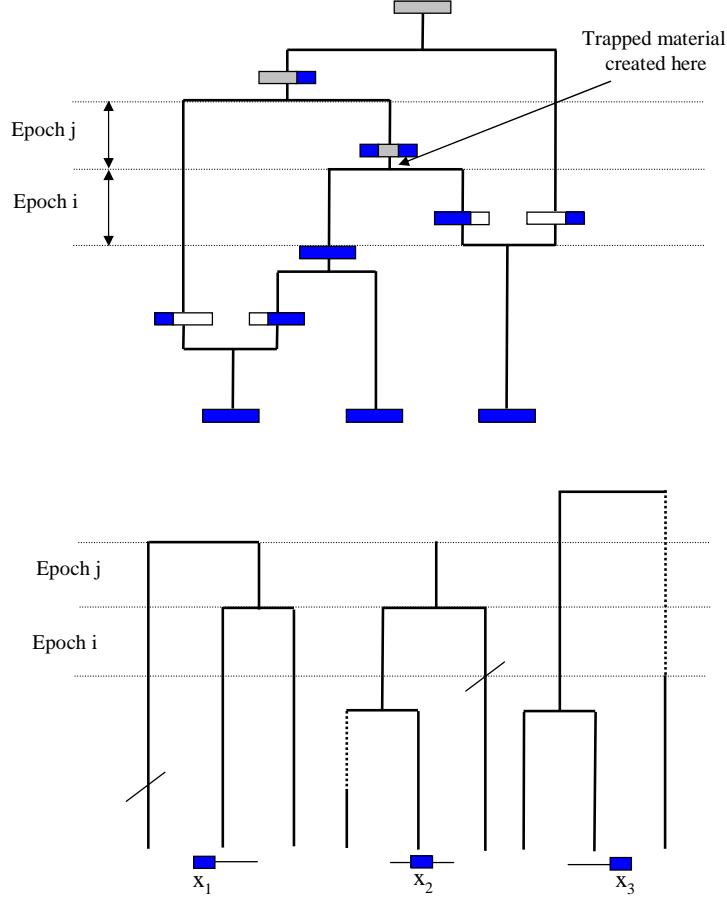 Trapped material
created here
Epoch j
Epoch i
Epoch j
Epoch i
x₁
x₂
x₃